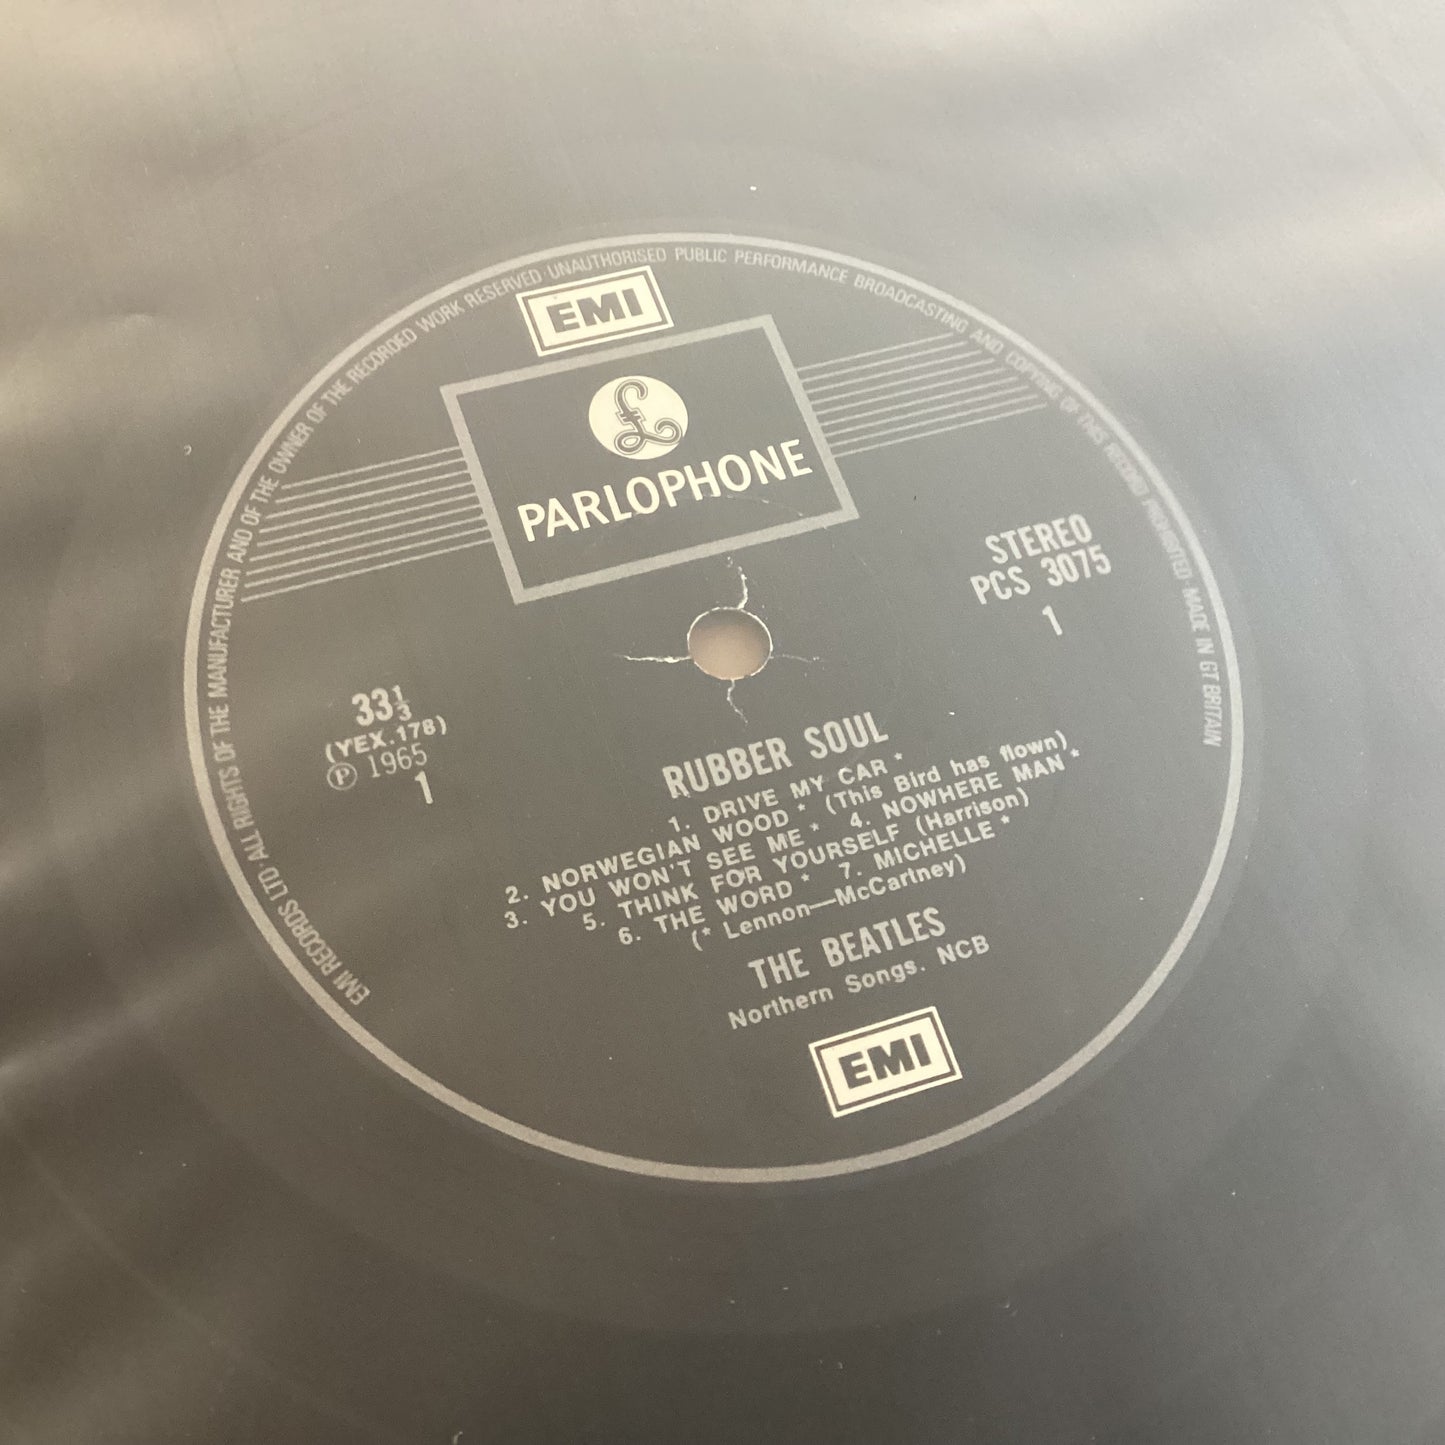 EMI RECORDS LTD ALL RIGHTS OF THE MANUFACTURER AND OF THE OWNER OF THE RECORDED WORK RESERVED·UNAUTHORISED PUBLIC PERFORMANCE BROADCASTING AND COPYING OF THIS RECORD PROHIBITED·MADE IN GT BRITAIN
EMI
£
PARLOPHONE
STEREO
PCS 3075
1
33⅓
(YEX.178)
℗ 1965
1
RUBBER SOUL
1. DRIVE MY CAR *
2. NORWEGIAN WOOD * (This Bird has flown)
3. YOU WON'T SEE ME * 4. NOWHERE MAN *
5. THINK FOR YOURSELF (Harrison)
6. THE WORD * 7. MICHELLE *
(* Lennon—McCartney)
THE BEATLES
Northern Songs. NCB
EMI